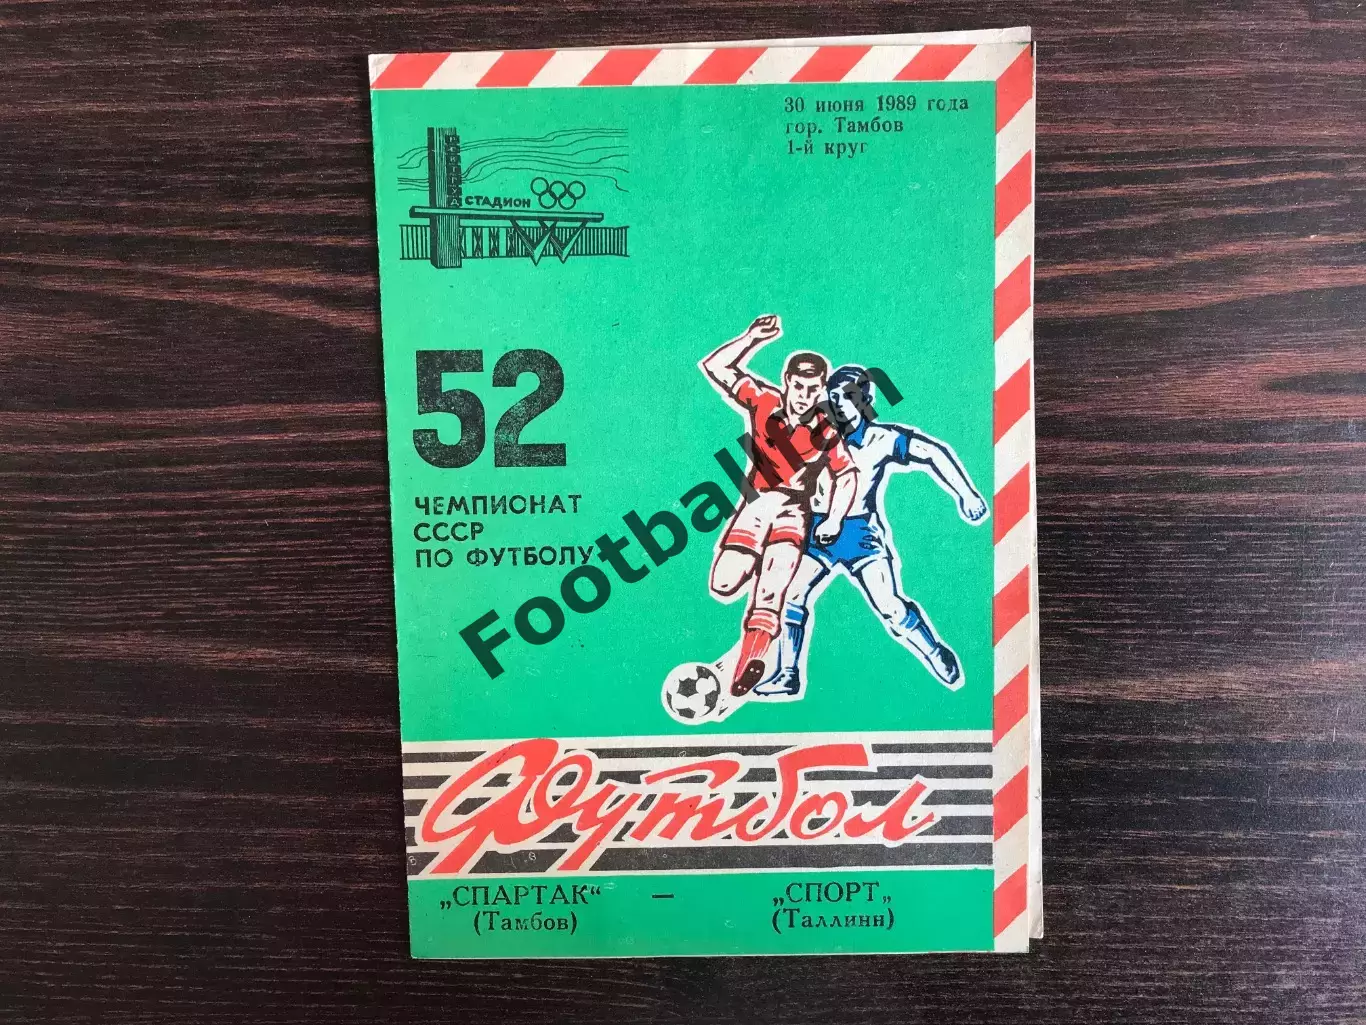 30 июня 1989 года
гор. Тамбов
1-й круг
СТАДИОН
52
ЧЕМПИОНАТ
СССР
ПО ФУТБОЛУ
Footballfan
Футбол
„СПАРТАК“ — „СПОРТ„
(Тамбов) (Таллинн)